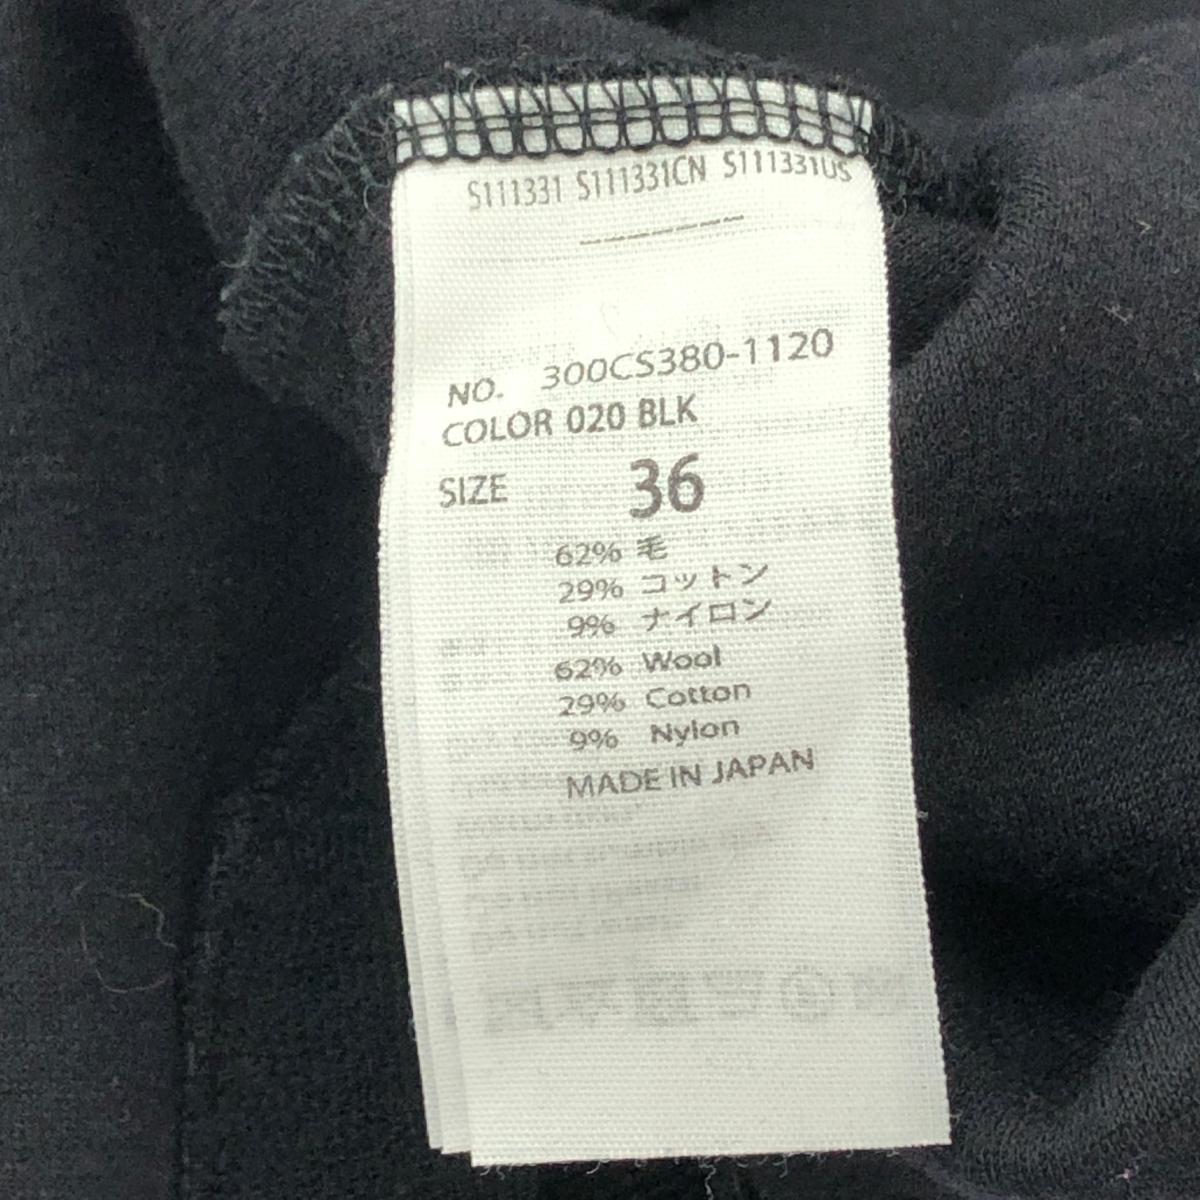 S111331 S111331CN S111331US
NO. 300CS380-1120
COLOR 020 BLK
SIZE 36
62% 毛
29% コットン
9% ナイロン
62% Wool
29% Cotton
9% Nylon
MADE IN JAPAN